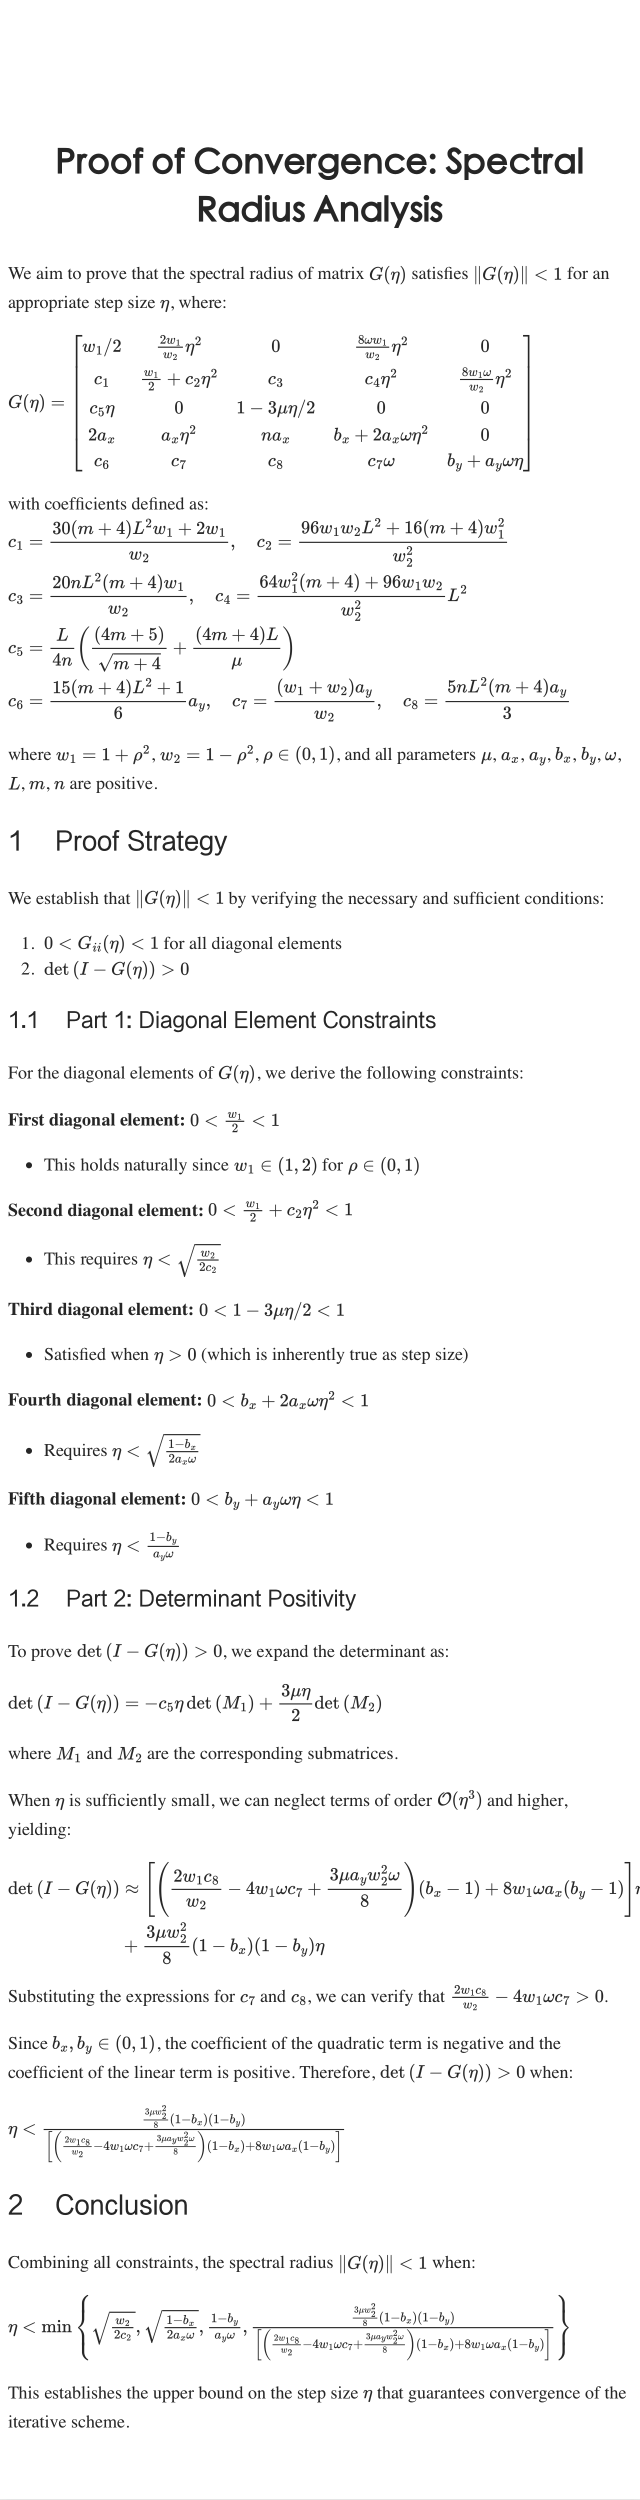 Proof of Convergence: Spectral
Radius Analysis
We aim to prove that the spectral radius of matrix $G(\eta)$ satisfies $\|G(\eta)\| < 1$ for an
appropriate step size $\eta$, where:
$G(\eta) = \begin{bmatrix} w_1/2 & \frac{2w_1}{w_2}\eta^2 & 0 & \frac{8\omega w_1}{w_2}\eta^2 & 0 \\ c_1 & \frac{w_1}{2} + c_2\eta^2 & c_3 & c_4\eta^2 & \frac{8w_1\omega}{w_2}\eta^2 \\ c_5\eta & 0 & 1 - 3\mu\eta/2 & 0 & 0 \\ 2a_x & a_x\eta^2 & na_x & b_x + 2a_x\omega\eta^2 & 0 \\ c_6 & c_7 & c_8 & c_7\omega & b_y + a_y\omega\eta \end{bmatrix}$
with coefficients defined as:
$c_1 = \frac{30(m+4)L^2w_1 + 2w_1}{w_2}, \quad c_2 = \frac{96w_1w_2L^2 + 16(m+4)w_1^2}{w_2^2}$
$c_3 = \frac{20nL^2(m+4)w_1}{w_2}, \quad c_4 = \frac{64w_1^2(m+4) + 96w_1w_2}{w_2^2}L^2$
$c_5 = \frac{L}{4n}\left(\frac{(4m+5)}{\sqrt{m+4}} + \frac{(4m+4)L}{\mu}\right)$
$c_6 = \frac{15(m+4)L^2 + 1}{6}a_y, \quad c_7 = \frac{(w_1+w_2)a_y}{w_2}, \quad c_8 = \frac{5nL^2(m+4)a_y}{3}$
where $w_1 = 1 + \rho^2, w_2 = 1 - \rho^2, \rho \in (0, 1)$, and all parameters $\mu, a_x, a_y, b_x, b_y, \omega,$
$L, m, n$ are positive.
1 Proof Strategy
We establish that $\|G(\eta)\| < 1$ by verifying the necessary and sufficient conditions:
1. $0 < G_{ii}(\eta) < 1$ for all diagonal elements
2. $\det(I - G(\eta)) > 0$
1.1 Part 1: Diagonal Element Constraints
For the diagonal elements of $G(\eta)$, we derive the following constraints:
First diagonal element: $0 < \frac{w_1}{2} < 1$
• This holds naturally since $w_1 \in (1, 2)$ for $\rho \in (0, 1)$
Second diagonal element: $0 < \frac{w_1}{2} + c_2\eta^2 < 1$
• This requires $\eta < \sqrt{\frac{w_2}{2c_2}}$
Third diagonal element: $0 < 1 - 3\mu\eta/2 < 1$
• Satisfied when $\eta > 0$ (which is inherently true as step size)
Fourth diagonal element: $0 < b_x + 2a_x\omega\eta^2 < 1$
• Requires $\eta < \sqrt{\frac{1-b_x}{2a_x\omega}}$
Fifth diagonal element: $0 < b_y + a_y\omega\eta < 1$
• Requires $\eta < \frac{1-b_y}{a_y\omega}$
1.2 Part 2: Determinant Positivity
To prove $\det(I - G(\eta)) > 0$, we expand the determinant as:
$\det(I - G(\eta)) = -c_5\eta\det(M_1) + \frac{3\mu\eta}{2}\det(M_2)$
where $M_1$ and $M_2$ are the corresponding submatrices.
When $\eta$ is sufficiently small, we can neglect terms of order $\mathcal{O}(\eta^3)$ and higher,
yielding:
$\det(I - G(\eta)) \approx \left[\left(\frac{2w_1c_8}{w_2} - 4w_1\omega c_7 + \frac{3\mu a_yw_2^2\omega}{8}\right)(b_x - 1) + 8w_1\omega a_x(b_y - 1)\right]$
$+ \frac{3\mu w_2^2}{8}(1 - b_x)(1 - b_y)\eta$
Substituting the expressions for $c_7$ and $c_8$, we can verify that $\frac{2w_1c_8}{w_2} - 4w_1\omega c_7 > 0$.
Since $b_x, b_y \in (0, 1)$, the coefficient of the quadratic term is negative and the
coefficient of the linear term is positive. Therefore, $\det(I - G(\eta)) > 0$ when:
$\eta < \frac{\frac{3\mu w_2^2}{8}(1-b_x)(1-b_y)}{\left[\left(\frac{2w_1c_8}{w_2} - 4w_1\omega c_7 + \frac{3\mu a_yw_2^2\omega}{8}\right)(1-b_x) + 8w_1\omega a_x(1-b_y)\right]}$
2 Conclusion
Combining all constraints, the spectral radius $\|G(\eta)\| < 1$ when:
$\eta < \min\left\{\sqrt{\frac{w_2}{2c_2}}, \sqrt{\frac{1-b_x}{2a_x\omega}}, \frac{1-b_y}{a_y\omega}, \frac{\frac{3\mu w_2^2}{8}(1-b_x)(1-b_y)}{\left[\left(\frac{2w_1c_8}{w_2} - 4w_1\omega c_7 + \frac{3\mu a_yw_2^2\omega}{8}\right)(1-b_x) + 8w_1\omega a_x(1-b_y)\right]}\right\}$
This establishes the upper bound on the step size $\eta$ that guarantees convergence of the
iterative scheme.